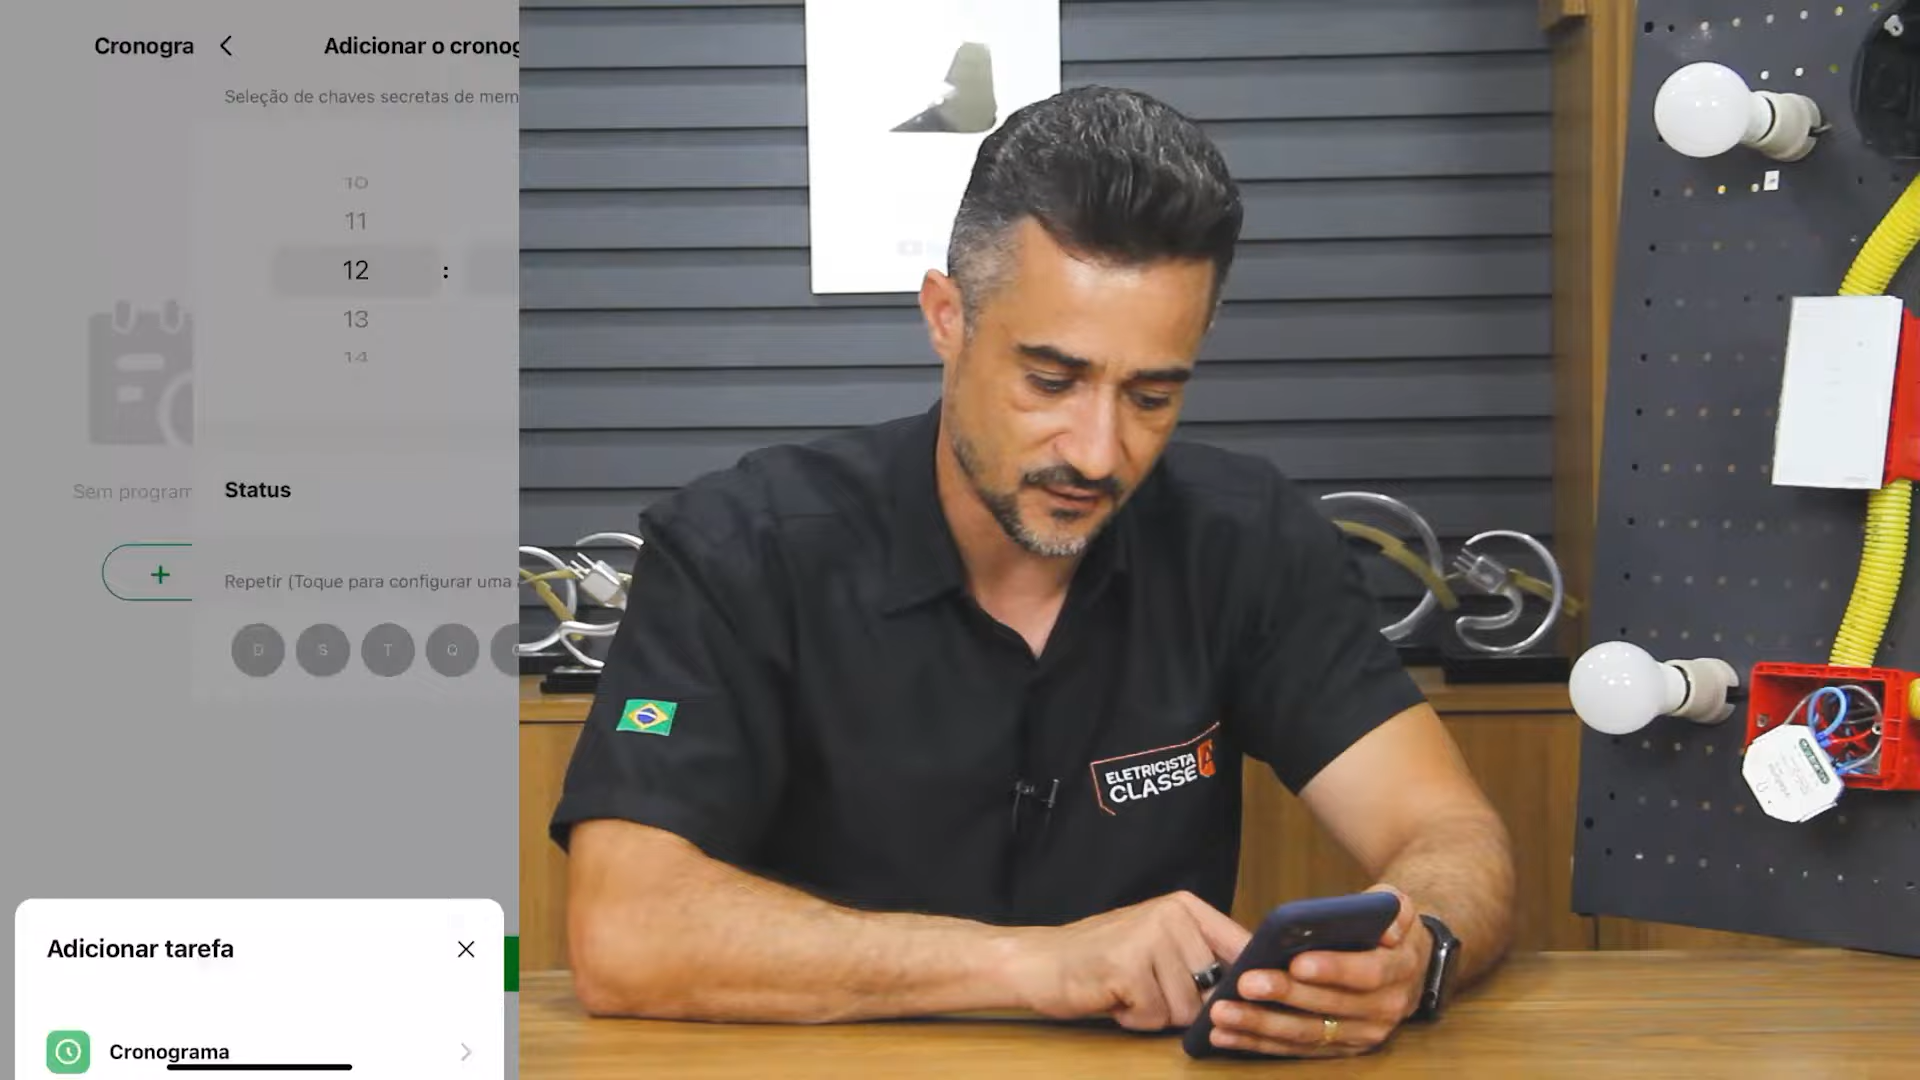 Cronogra
Adicionar o cronog
Seleção de chaves secretas de mem
10
11
12 :
13
14
Status
Sem program
+
Repetir (Toque para configurar uma
D S T Q
Adicionar tarefa
Cronograma
ELETRICISTA
CLASSE A